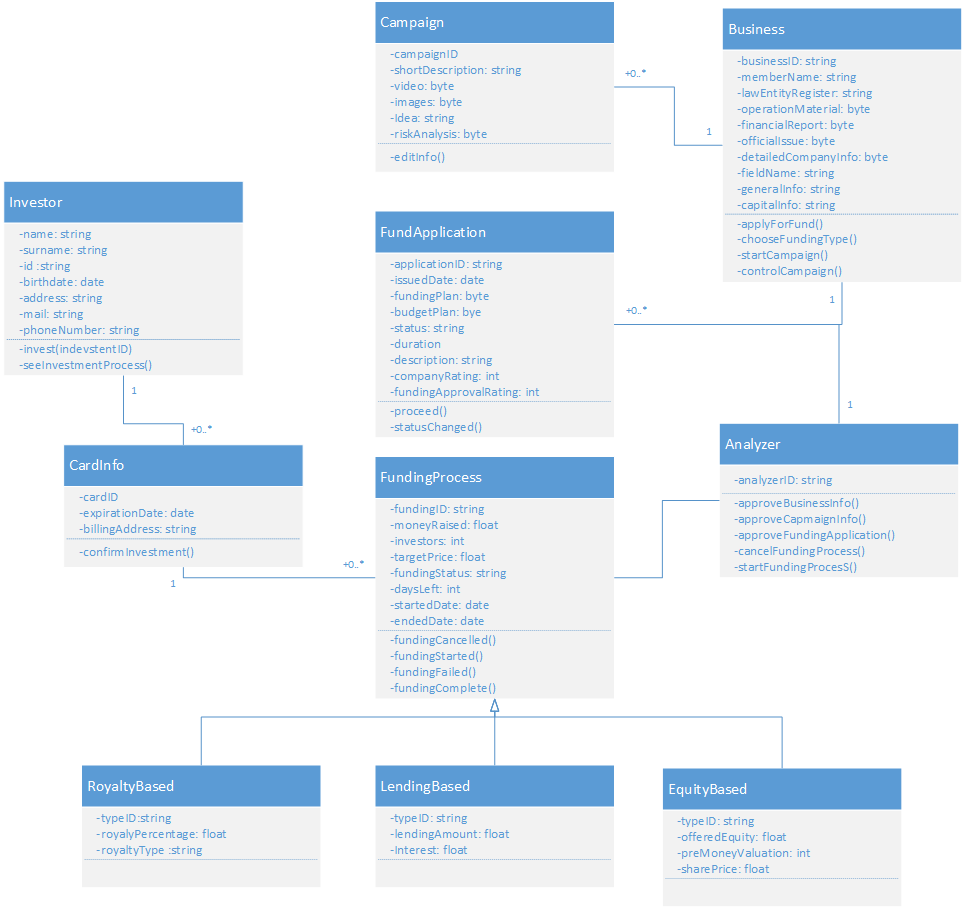 Campaign
-campaignID
-shortDescription: string
-video: byte
-images: byte
-Idea: string
-riskAnalysis: byte
-editInfo()
+0..*
1
Business
-businessID: string
-memberName: string
-lawEntityRegister: string
-operationMaterial: byte
-financialReport: byte
-officialIssue: byte
-detailedCompanyInfo: byte
-fieldName: string
-generalInfo: string
-capitalInfo: string
-applyForFund()
-chooseFundingType()
-startCampaign()
-controlCampaign()
1
Investor
-name: string
-surname: string
-id :string
-birthdate: date
-address: string
-mail: string
-phoneNumber: string
-invest(indevstentID)
-seeInvestmentProcess()
1
+0..*
FundApplication
-applicationID: string
-issuedDate: date
-fundingPlan: byte
-budgetPlan: bye
-status: string
-duration
-description: string
-companyRating: int
-fundingApprovalRating: int
-proceed()
-statusChanged()
+0..*
1
CardInfo
-cardID
-expirationDate: date
-billingAddress: string
-confirmInvestment()
1
+0..*
FundingProcess
-fundingID: string
-moneyRaised: float
-investors: int
-targetPrice: float
-fundingStatus: string
-daysLeft: int
-startedDate: date
-endedDate: date
-fundingCancelled()
-fundingStarted()
-fundingFailed()
-fundingComplete()
Analyzer
-analyzerID: string
-approveBusinessInfo()
-approveCapmaignInfo()
-approveFundingApplication()
-cancelFundingProcess()
-startFundingProcesS()
RoyaltyBased
-typeID:string
-royalyPercentage: float
-royaltyType :string
LendingBased
-typeID: string
-lendingAmount: float
-Interest: float
EquityBased
-typeID: string
-offeredEquity: float
-preMoneyValuation: int
-sharePrice: float